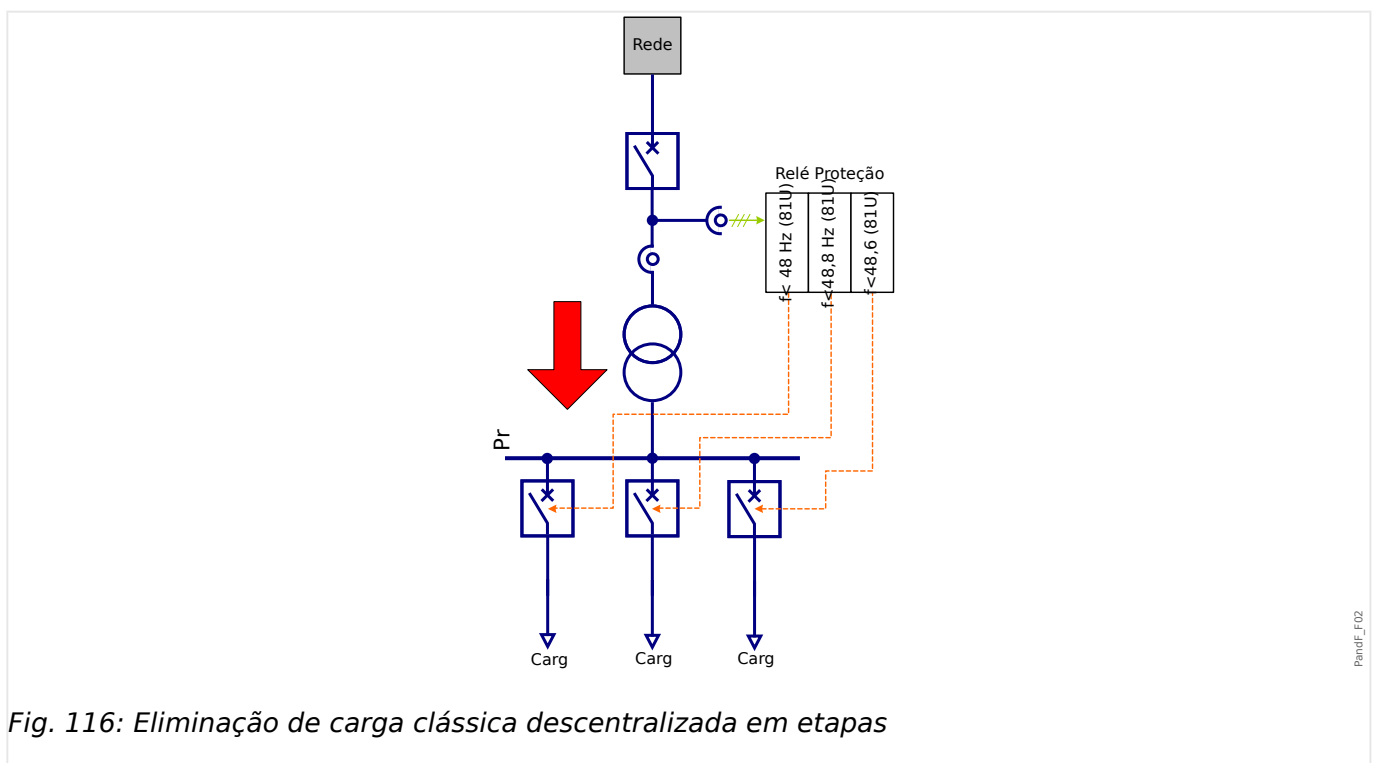 Rede
Relé Proteção
f< 48 Hz (81U)
f<48,8 Hz (81U)
f<48,6 (81U)
Pr
Carg
Carg
Carg
PandF_F02
Fig. 116: Eliminação de carga clássica descentralizada em etapas